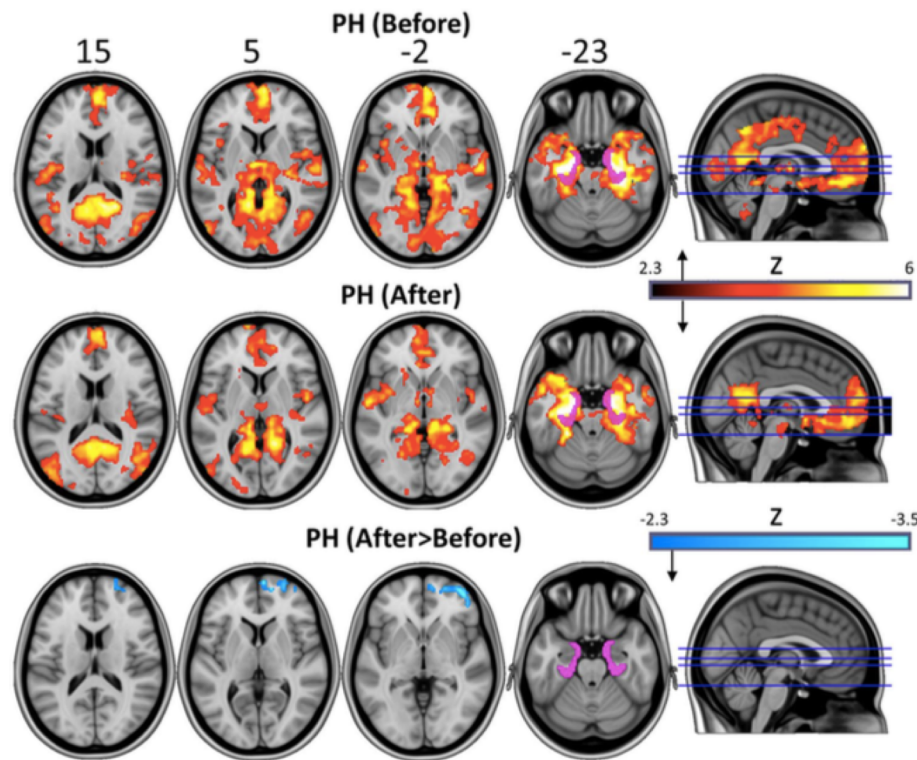 PH (Before)
15 5 -2 -23
2.3 Z 6
PH (After)
-2.3 Z -3.5
PH (After>Before)